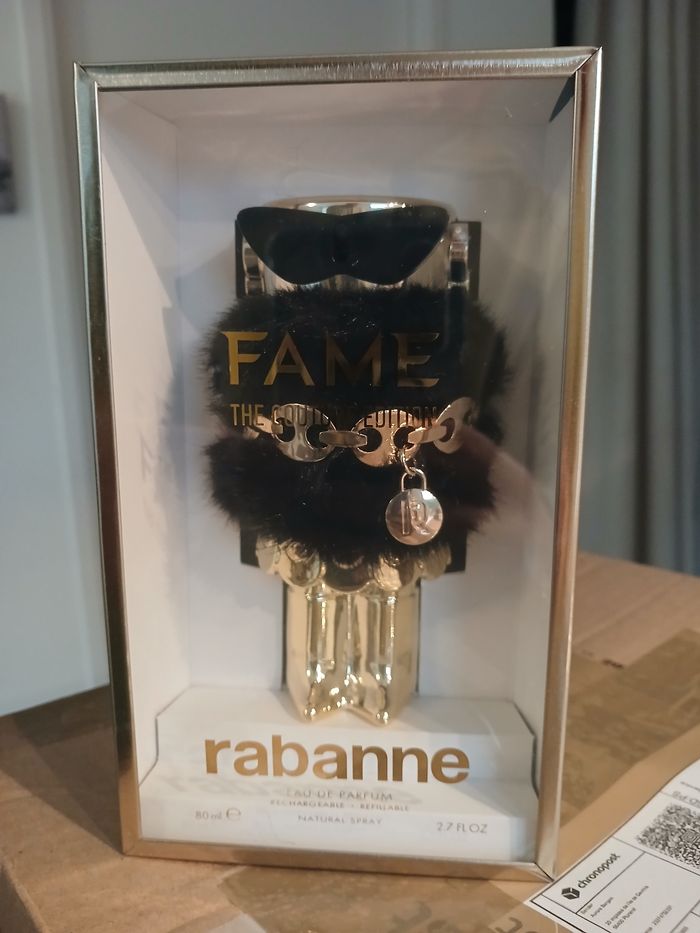 FAME
THE COUTURE EDITION
R
rabanne
EAU DE PARFUM
RECHARGEABLE - REFILLABLE
80 ml ℮
NATURAL SPRAY
2.7 FL OZ
chronopost